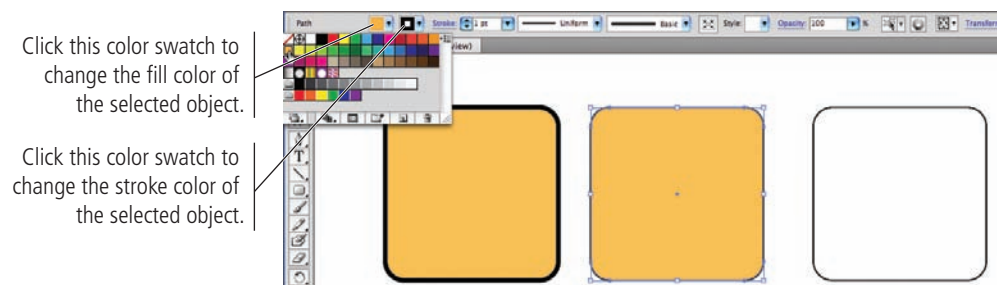 Path Stroke: 1 pt Uniform Basic Style: Opacity: 100 % Transform
Click this color swatch to
change the fill color of
the selected object.
view)
Click this color swatch to
change the stroke color of
the selected object.
T